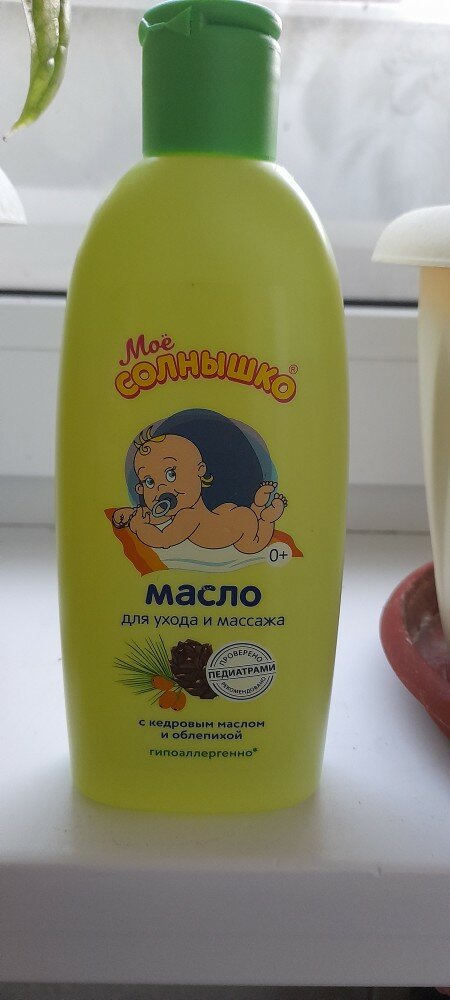 Моё
СОЛНЫШКО®
0+
масло
для ухода и массажа
ПРОВЕРЕНО
ПЕДИАТРАМИ
РЕКОМЕНДОВАНО
с кедровым маслом
и облепихой
гипоаллергенно*